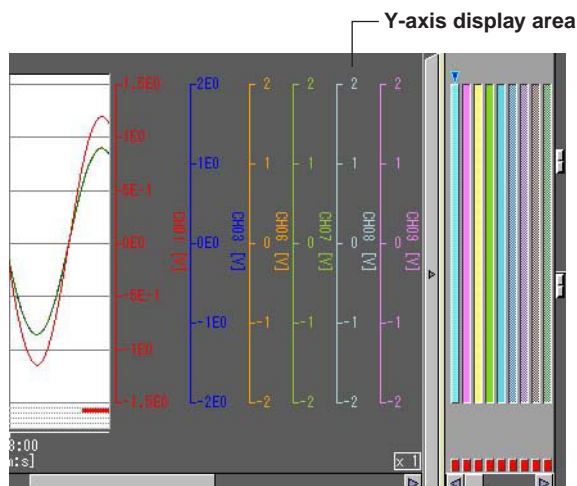 Y-axis display area
1.5E0
1E0
5E-1
0E0
-5E-1
-1E0
-1.5E0
CH01 [V]
2E0
1E0
0E0
-1E0
-2E0
CH03 [V]
2
1
0
-1
-2
CH06 [V]
2
1
0
-1
-2
CH07 [V]
2
1
0
-1
-2
CH08 [V]
2
1
0
-1
-2
CH09 [V]
:00
:s]
x 1